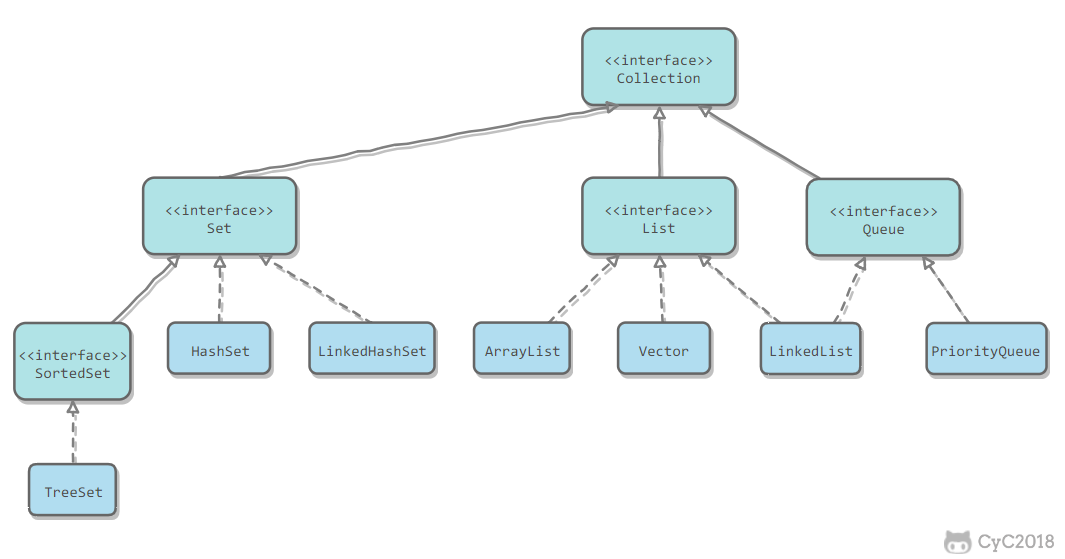 <<interface>>
Collection
<<interface>>
Set
<<interface>>
List
<<interface>>
Queue
<<interface>>
SortedSet
HashSet
LinkedHashSet
ArrayList
Vector
LinkedList
PriorityQueue
TreeSet
CyC2018